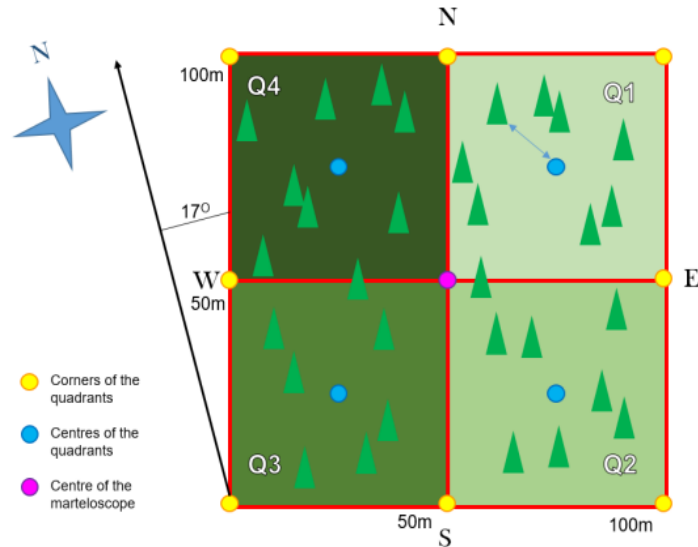 N
N
100m
Q4
Q1
17O
W
E
50m
Corners of the
quadrants
Centres of the
quadrants
Centre of the
marteloscope
Q3
Q2
50m
100m
S